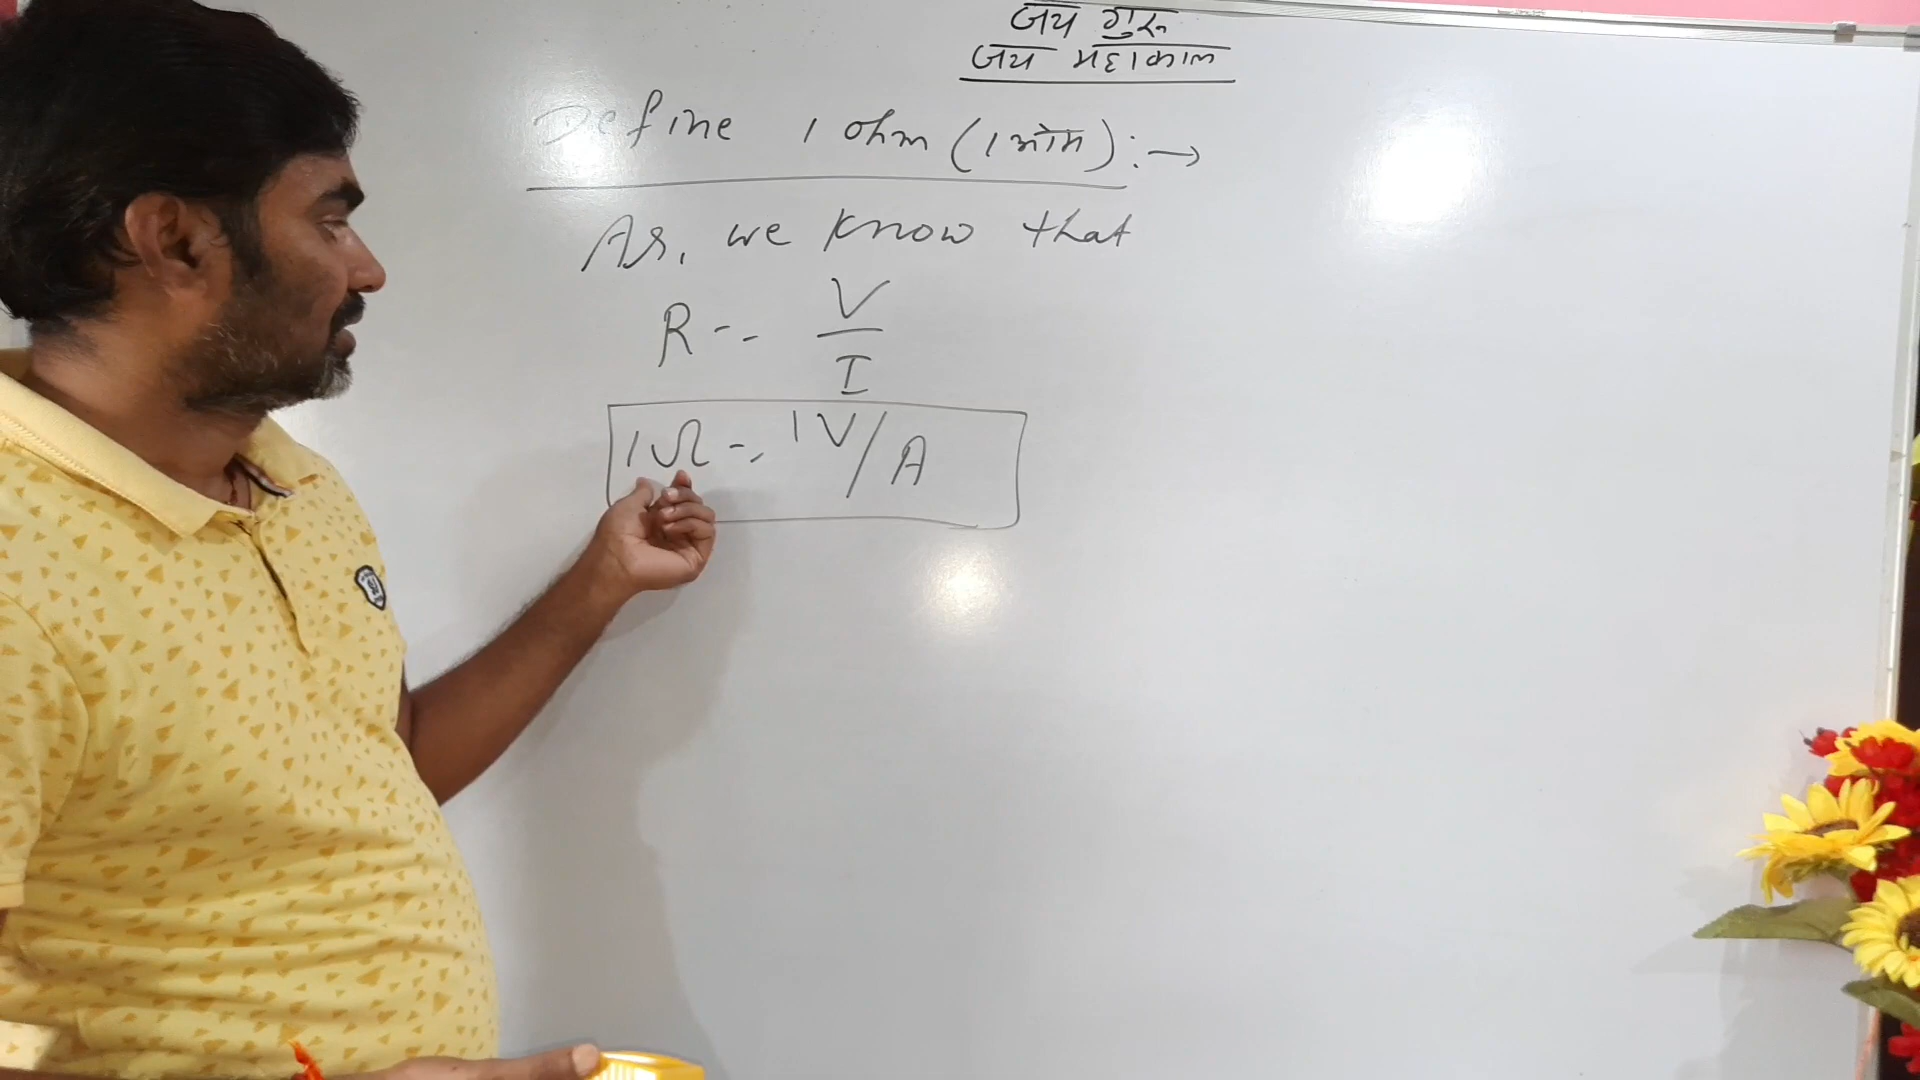 जय गुरु
जय महाकाल
Define 1 ohm (1 ओम) :→
As, we know that
R = V/I
1Ω = 1V/A